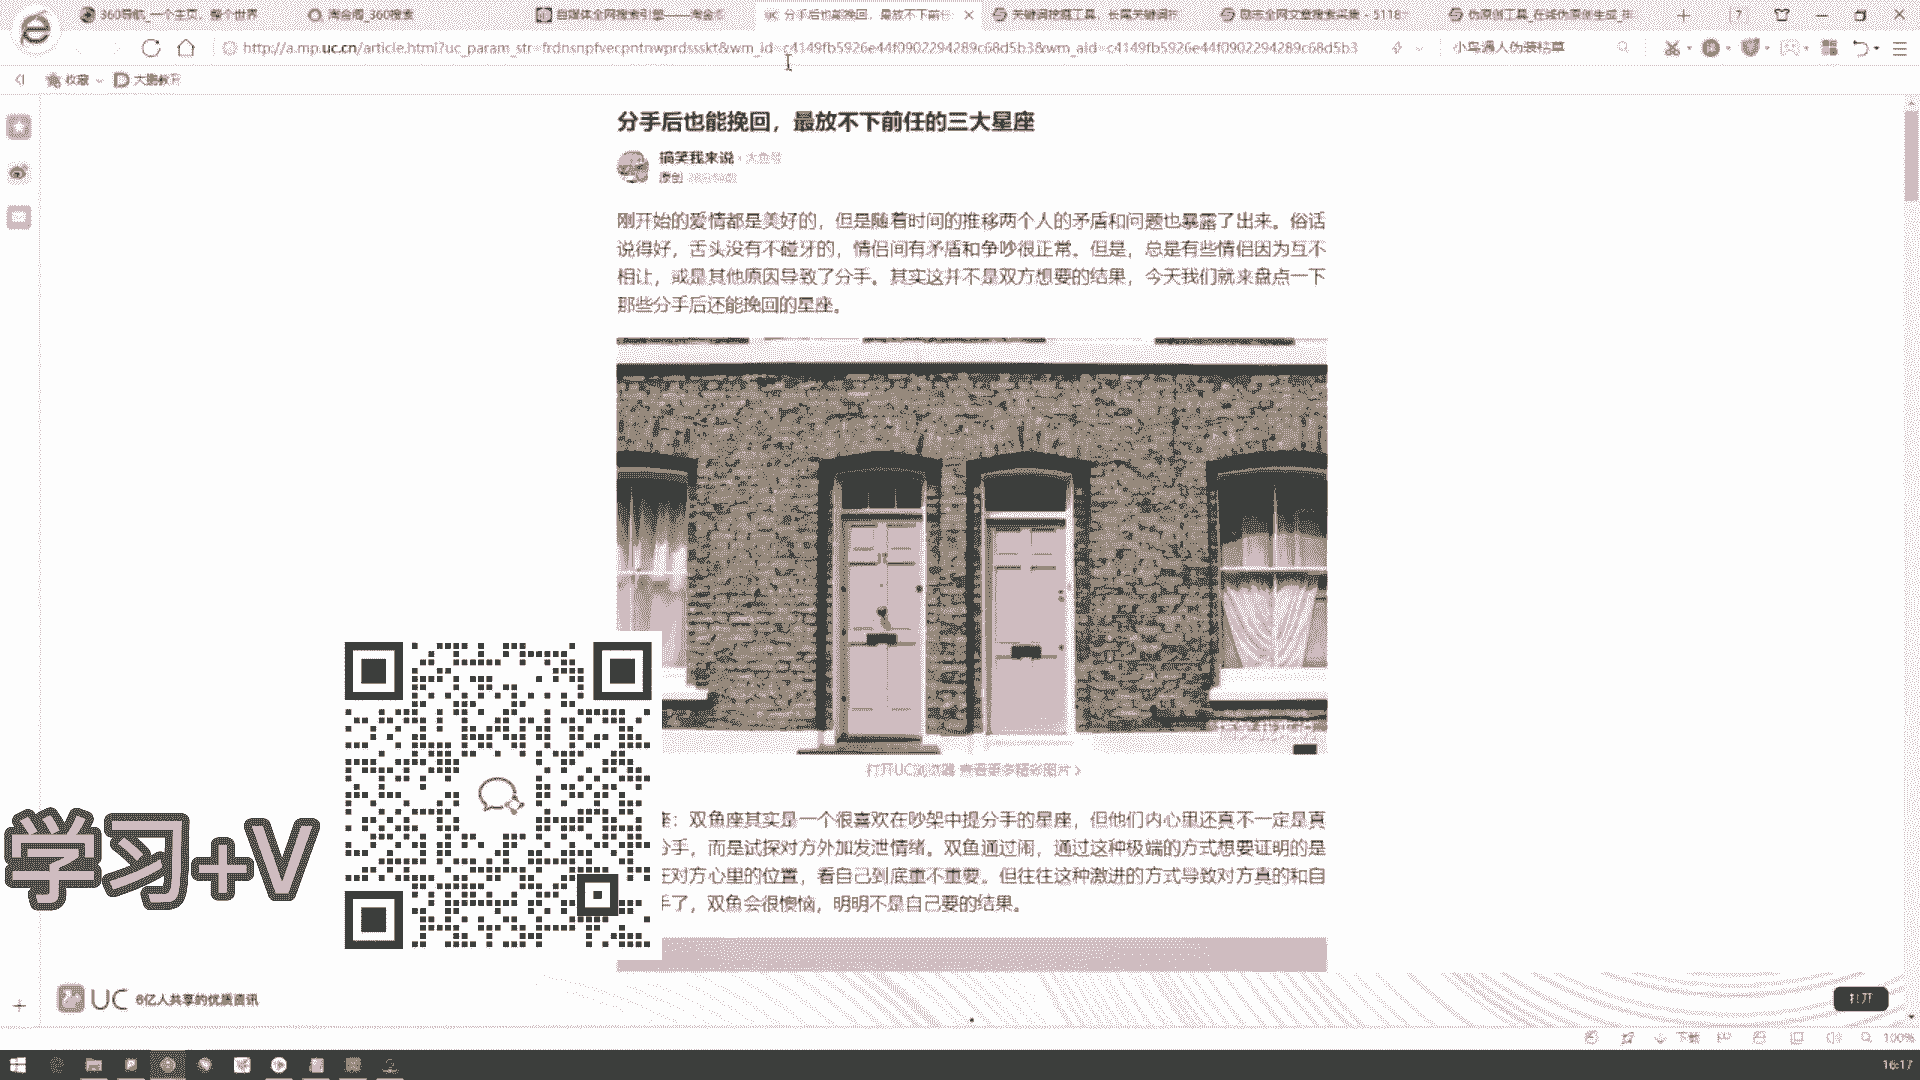 360导航_一个主页，整个世界
淘金阁_360搜索
自媒体全网搜索引擎——淘金阁
分手后也能挽回，最放不下前任
关键词挖掘工具，长尾关键词挖
励志全网文章搜索采集 - 5118
伪原创工具_在线伪原创生成_
http://a.mp.uc.cn/article.html?uc_param_str=frdnsnpfvecpntnwprdssskt&wm_id=c4149fb5926e44f0902294289c68d5b3&wm_aid=c4149fb5926e44f0902294289c68d5b3
小鸟遇人伪装枯草
收藏
大鹏教育
分手后也能挽回，最放不下前任的三大星座
搞笑我来说 · 大鱼号
原创
刚开始的爱情都是美好的，但是随着时间的推移两个人的矛盾和问题也暴露了出来。俗话
说得好，舌头没有不碰牙的，情侣间有矛盾和争吵很正常。但是，总是有些情侣因为互不
相让，或是其他原因导致了分手。其实这并不是双方想要的结果，今天我们就来盘点一下
那些分手后还能挽回的星座。
打开UC浏览器 查看更多精彩图片 >
座：双鱼座其实是一个很喜欢在吵架中提分手的星座，但他们内心里还真不一定是真
分手，而是试探对方外加发泄情绪。双鱼通过闹，通过这种极端的方式想要证明的是
在对方心里的位置，看自己到底重不重要。但往往这种激进的方式导致对方真的和自
手了，双鱼会很懊恼，明明不是自己要的结果。
学习+V
UC 6亿人共享的优质资讯
打开
下载
100%
16:17